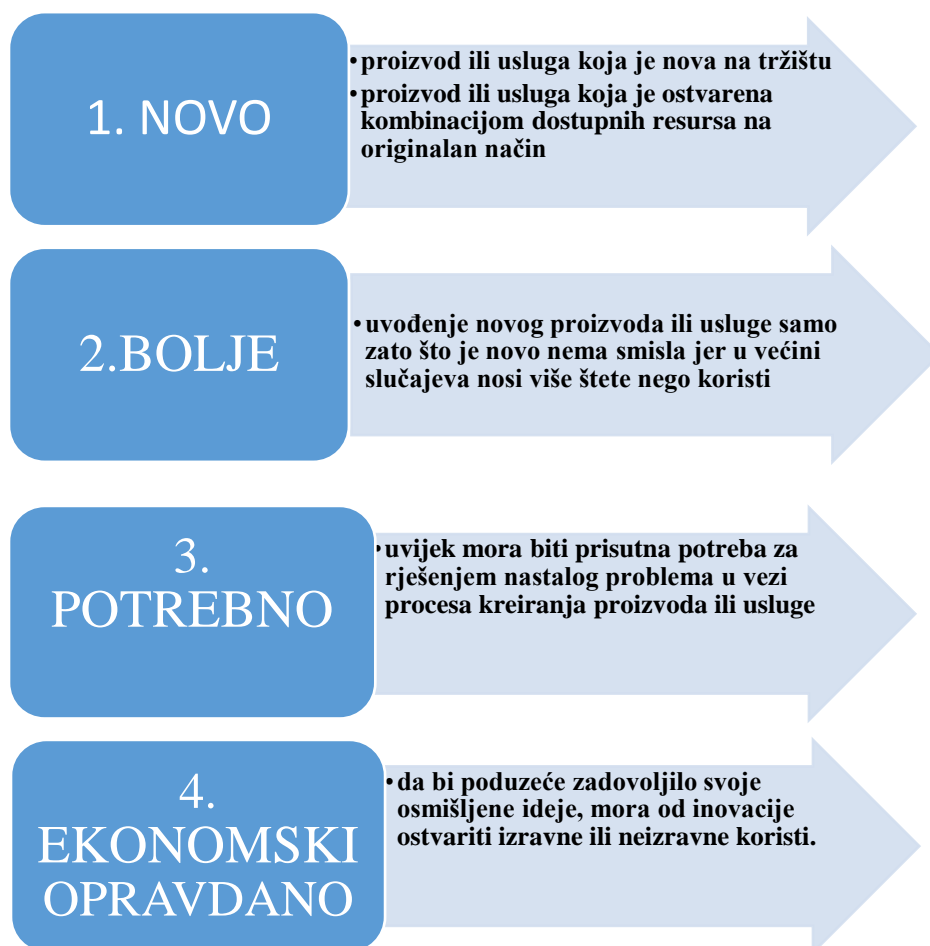 1. NOVO
•proizvod ili usluga koja je nova na tržištu
•proizvod ili usluga koja je ostvarena
kombinacijom dostupnih resursa na
originalan način
2.BOLJE
•uvođenje novog proizvoda ili usluge samo
zato što je novo nema smisla jer u većini
slučajeva nosi više štete nego koristi
3.
POTREBNO
•uvijek mora biti prisutna potreba za
rješenjem nastalog problema u vezi
procesa kreiranja proizvoda ili usluge
4.
EKONOMSKI
OPRAVDANO
•da bi poduzeće zadovoljilo svoje
osmišljene ideje, mora od inovacije
ostvariti izravne ili neizravne koristi.